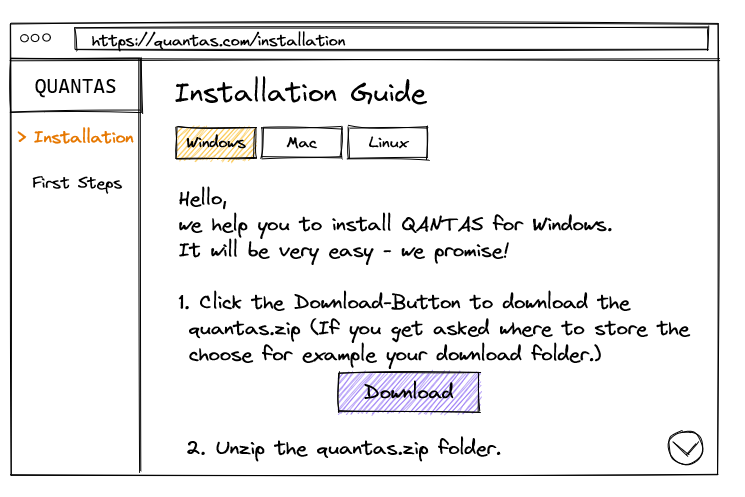 https://quantas.com/installation
QUANTAS
> Installation
First Steps
Installation Guide
Windows
Mac
Linux
Hello,
we help you to install QANTAS for Windows.
It will be very easy - we promise!
1. Click the Download-Button to download the
quantas.zip (If you get asked where to store the
choose for example your download folder.)
Download
2. Unzip the quantas.zip folder.